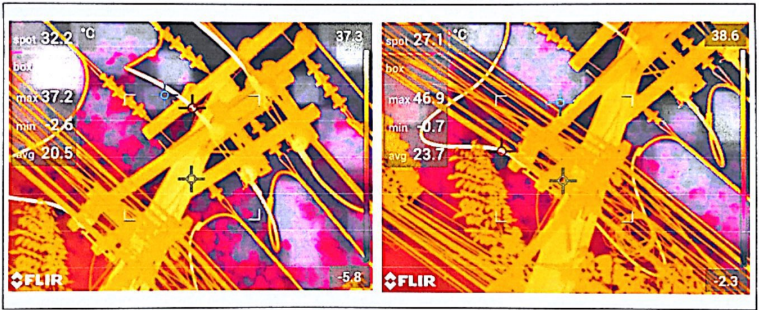 spot 32.2 °C
37.3
box
max 37.2
min -2.6
avg 20.5
FLIR
-5.8
spot 27.1 °C
38.6
box
max 46.9
min -0.7
avg 23.7
FLIR
-2.3